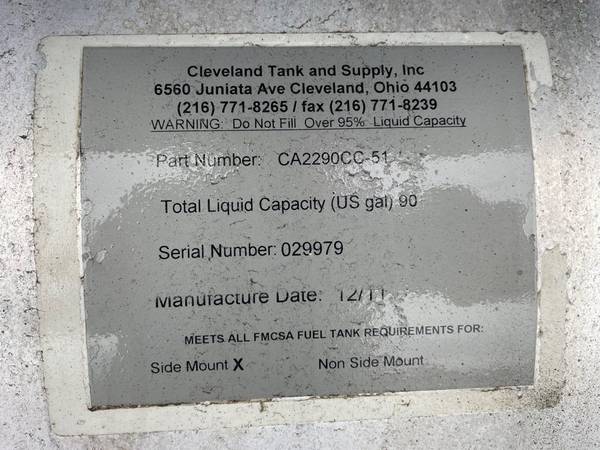 Cleveland Tank and Supply, Inc
6560 Juniata Ave Cleveland, Ohio 44103
(216) 771-8265 / fax (216) 771-8239
WARNING: Do Not Fill Over 95% Liquid Capacity
Part Number: CA2290CC-51
Total Liquid Capacity (US gal) 90
Serial Number: 029979
Manufacture Date: 12/11
MEETS ALL FMCSA FUEL TANK REQUIREMENTS FOR:
Side Mount X Non Side Mount